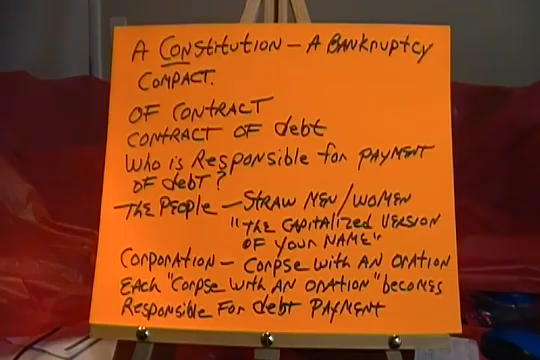 A CONSTITUTION – A BANKRUPTCY
COMPACT.
OF CONTRACT
CONTRACT OF debt
Who is Responsible for PAYMENT
OF debt?
THE PEOPLE – STRAW MEN/WOMEN
"THE CAPITALIZED VERSION
OF YOUR NAME"
CORPORATION – CORPSE WITH AN ORATION
EACH "CORPSE WITH AN ORATION" becomes
Responsible FOR debt PAYMENT